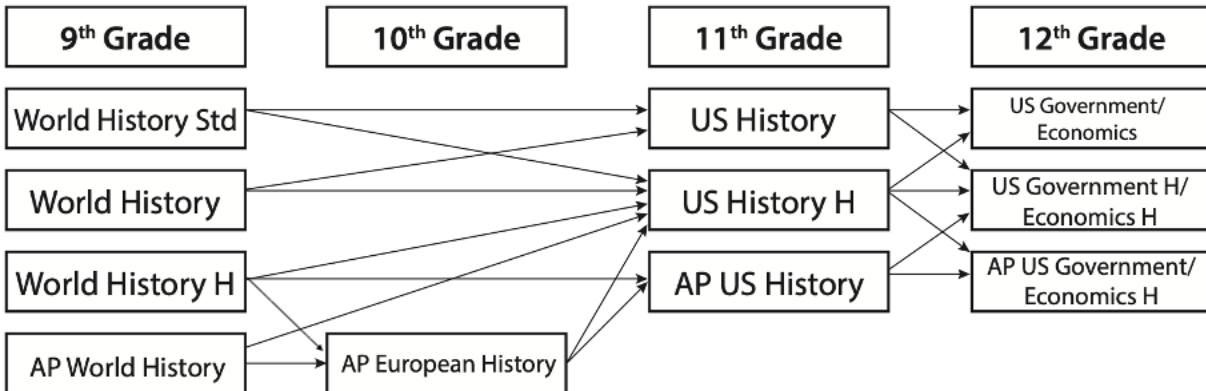 9th Grade
10th Grade
11th Grade
12th Grade
World History Std
US History
US Government/
Economics
World History
US History H
US Government H/
Economics H
World History H
AP US History
AP US Government/
Economics H
AP World History
AP European History